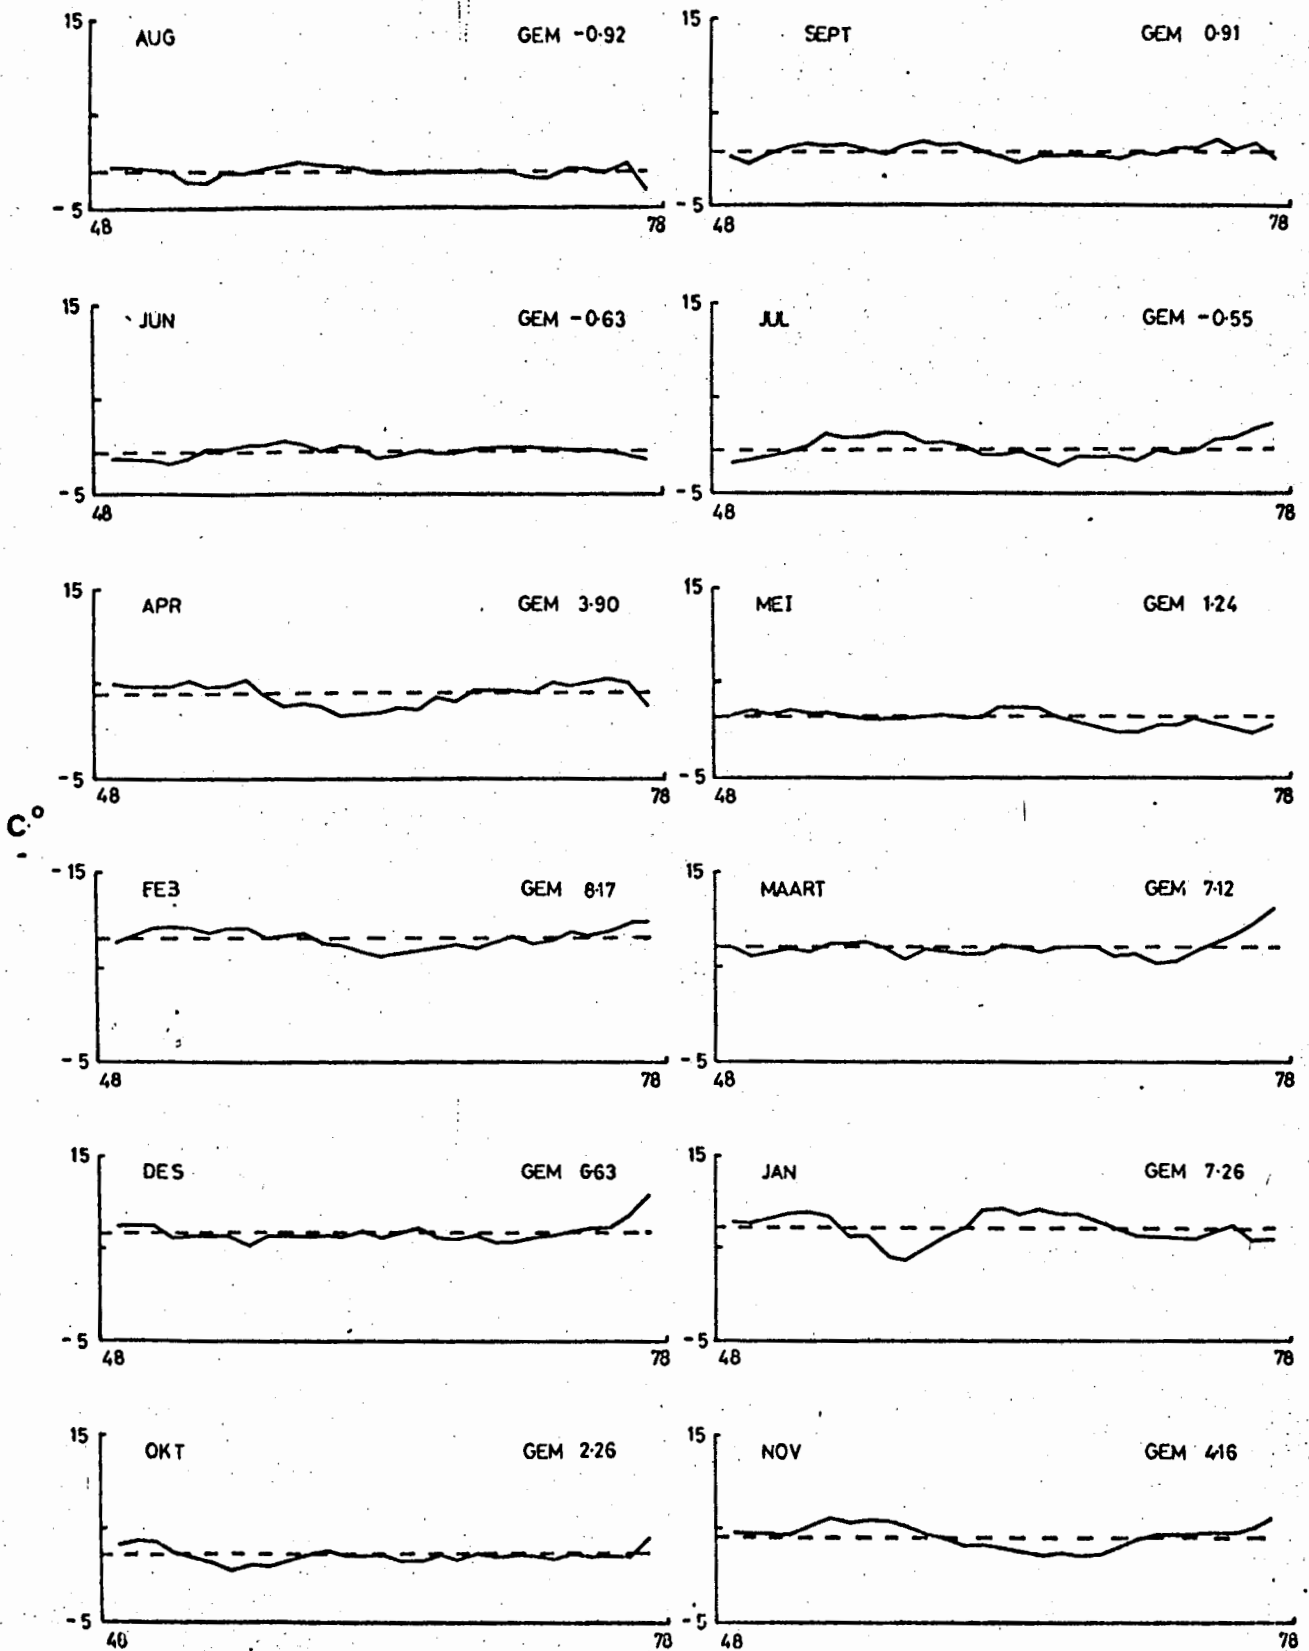 15 AUG GEM -0.92
-5
48 78
15 SEPT GEM 0.91
-5
48 78
15 JUN GEM -0.63
-5
48
15 JUL GEM -0.55
-5
48 78
15 APR GEM 3.90
-5
48 78
15 MEI GEM 1.24
-5
48 78
C.°
-15 FEB GEM 8.17
-5
48 78
15 MAART GEM 7.12
-5
48 78
15 DES GEM 6.63
-5
48 78
15 JAN GEM 7.26
-5
48 78
15 OKT GEM 2.26
-5
48 78
15 NOV GEM 4.16
-5
48 78